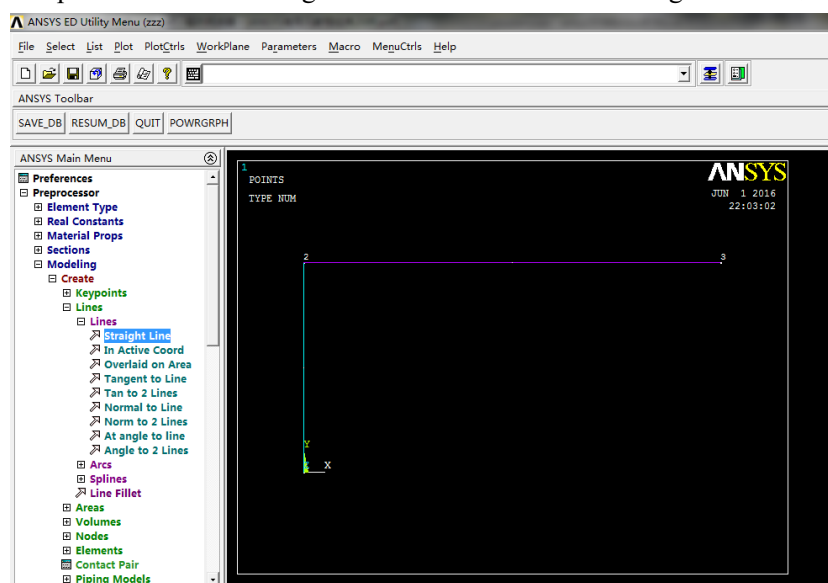 ANSYS ED Utility Menu (zzz)
File Select List Plot PlotCtrls WorkPlane Parameters Macro MenuCtrls Help
ANSYS Toolbar
SAVE_DB RESUM_DB QUIT POWRGRPH
ANSYS Main Menu
Preferences
Preprocessor
Element Type
Real Constants
Material Props
Sections
Modeling
Create
Keypoints
Lines
Lines
Straight Line
In Active Coord
Overlaid on Area
Tangent to Line
Tan to 2 Lines
Normal to Line
Norm to 2 Lines
At angle to line
Angle to 2 Lines
Arcs
Splines
Line Fillet
Areas
Volumes
Nodes
Elements
Contact Pair
Piping Models
1
POINTS
TYPE NUM
ANSYS
JUN 1 2016
22:03:02
2
3
Y
X